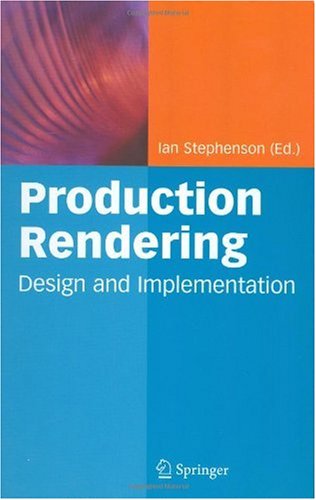 Ian Stephenson (Ed.)
Production
Rendering
Design and Implementation
Springer